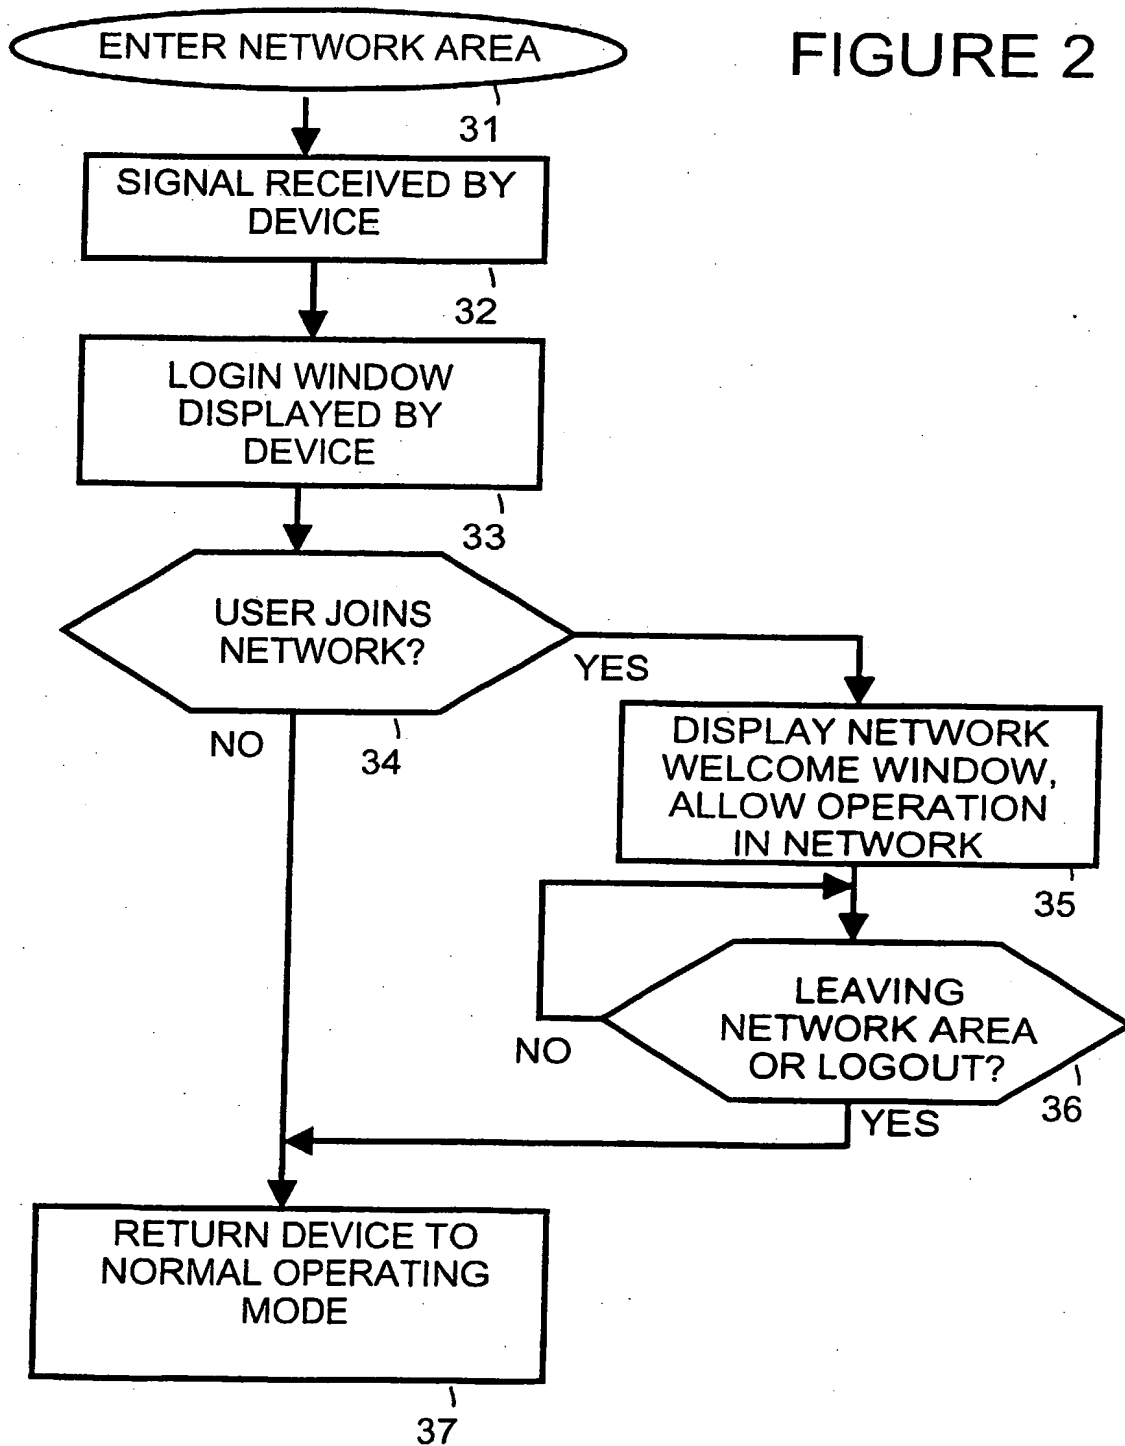 FIGURE 2
ENTER NETWORK AREA
31
SIGNAL RECEIVED BY
DEVICE
32
LOGIN WINDOW
DISPLAYED BY
DEVICE
33
USER JOINS
NETWORK?
YES
NO
34
DISPLAY NETWORK
WELCOME WINDOW,
ALLOW OPERATION
IN NETWORK
35
LEAVING
NETWORK AREA
OR LOGOUT?
NO
36
YES
RETURN DEVICE TO
NORMAL OPERATING
MODE
37